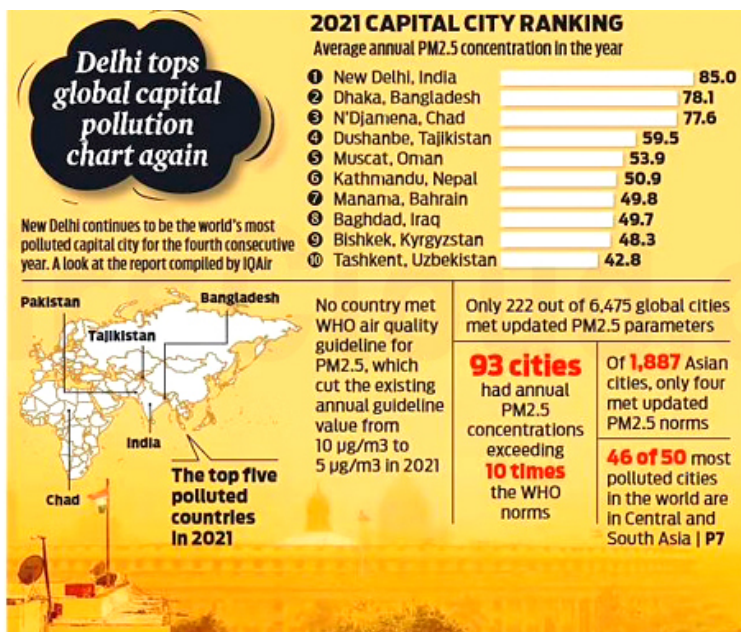 Delhi tops
global capital
pollution
chart again
New Delhi continues to be the world's most
polluted capital city for the fourth consecutive
year. A look at the report compiled by IQAir
2021 CAPITAL CITY RANKING
Average annual PM2.5 concentration in the year
1 New Delhi, India 85.0
2 Dhaka, Bangladesh 78.1
3 N'Djamena, Chad 77.6
4 Dushanbe, Tajikistan 59.5
5 Muscat, Oman 53.9
6 Kathmandu, Nepal 50.9
7 Manama, Bahrain 49.8
8 Baghdad, Iraq 49.7
9 Bishkek, Kyrgyzstan 48.3
10 Tashkent, Uzbekistan 42.8
Pakistan
Bangladesh
Tajikistan
India
Chad
The top five
polluted
countries
in 2021
No country met
WHO air quality
guideline for
PM2.5, which
cut the existing
annual guideline
value from
10 µg/m3 to
5 µg/m3 in 2021
Only 222 out of 6,475 global cities
met updated PM2.5 parameters
93 cities
had annual
PM2.5
concentrations
exceeding
10 times
the WHO
norms
Of 1,887 Asian
cities, only four
met updated
PM2.5 norms
46 of 50 most
polluted cities
in the world are
in Central and
South Asia | P7